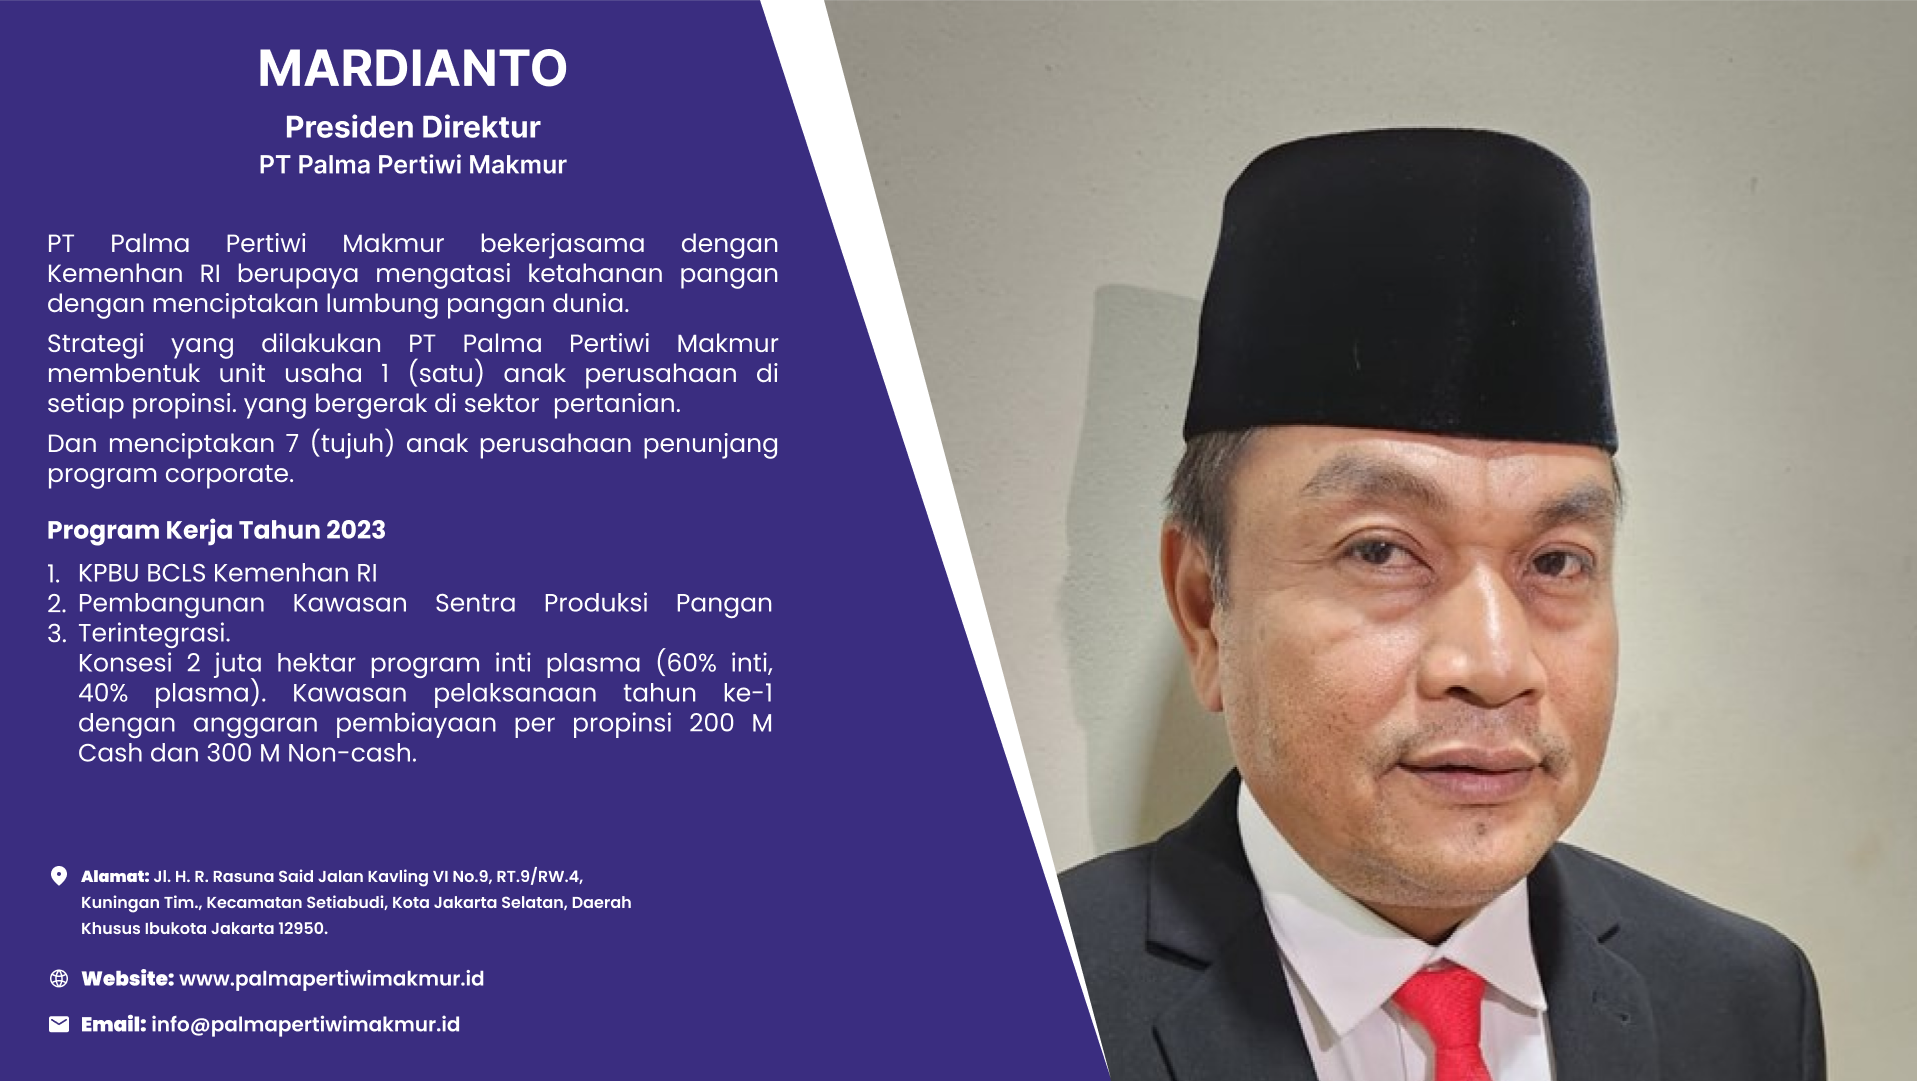 MARDIANTO
Presiden Direktur
PT Palma Pertiwi Makmur
PT Palma Pertiwi Makmur bekerjasama dengan
Kemenhan RI berupaya mengatasi ketahanan pangan
dengan menciptakan lumbung pangan dunia.
Strategi yang dilakukan PT Palma Pertiwi Makmur
membentuk unit usaha 1 (satu) anak perusahaan di
setiap propinsi. yang bergerak di sektor  pertanian.
Dan menciptakan 7 (tujuh) anak perusahaan penunjang
program corporate.
Program Kerja Tahun 2023
1. KPBU BCLS Kemenhan RI
2. Pembangunan Kawasan Sentra Produksi Pangan
3. Terintegrasi.
Konsesi 2 juta hektar program inti plasma (60% inti,
40% plasma). Kawasan pelaksanaan tahun ke-1
dengan anggaran pembiayaan per propinsi 200 M
Cash dan 300 M Non-cash.
Alamat: Jl. H. R. Rasuna Said Jalan Kavling VI No.9, RT.9/RW.4,
Kuningan Tim., Kecamatan Setiabudi, Kota Jakarta Selatan, Daerah
Khusus Ibukota Jakarta 12950.
Website: www.palmapertiwimakmur.id
Email: info@palmapertiwimakmur.id